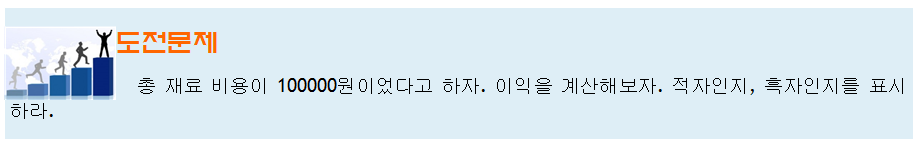 도전문제
총 재료 비용이 100000원이었다고 하자. 이익을 계산해보자. 적자인지, 흑자인지를 표시
하라.